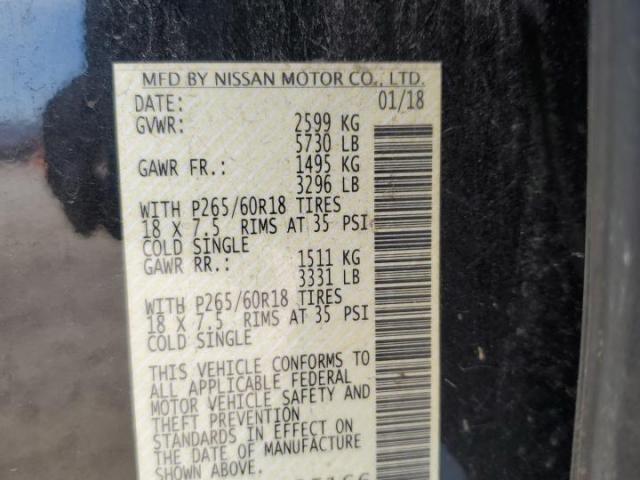 MFD BY NISSAN MOTOR CO., LTD.
DATE: 01/18
GVWR: 2599 KG
5730 LB
GAWR FR.: 1495 KG
3296 LB
WITH P265/60R18 TIRES
18 X 7.5 RIMS AT 35 PSI
COLD SINGLE
GAWR RR.: 1511 KG
3331 LB
WITH P265/60R18 TIRES
18 X 7.5 RIMS AT 35 PSI
COLD SINGLE
THIS VEHICLE CONFORMS TO
ALL APPLICABLE FEDERAL
MOTOR VEHICLE SAFETY AND
THEFT PREVENTION
STANDARDS IN EFFECT ON
THE DATE OF MANUFACTURE
SHOWN ABOVE.